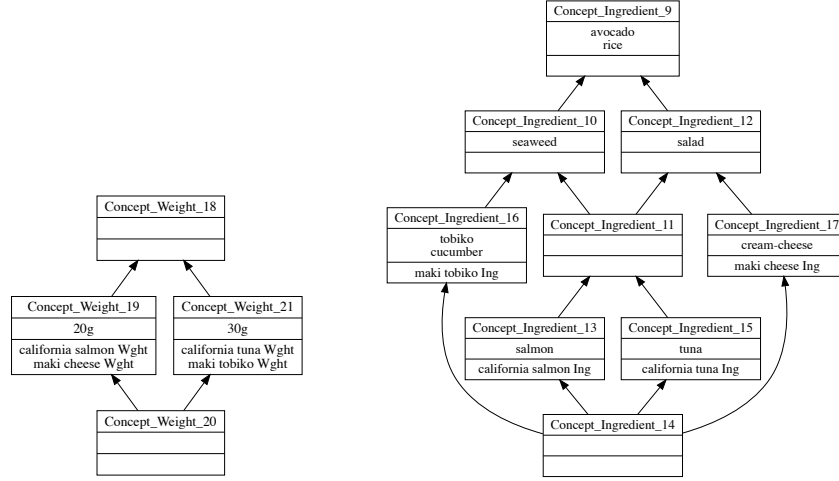 Concept_Ingredient_9
avocado
rice
Concept_Ingredient_10
seaweed
Concept_Ingredient_12
salad
Concept_Weight_18
Concept_Ingredient_16
tobiko
cucumber
maki tobiko Ing
Concept_Ingredient_11
Concept_Ingredient_17
cream-cheese
maki cheese Ing
Concept_Weight_19
20g
california salmon Wght
maki cheese Wght
Concept_Weight_21
30g
california tuna Wght
maki tobiko Wght
Concept_Ingredient_13
salmon
california salmon Ing
Concept_Ingredient_15
tuna
california tuna Ing
Concept_Weight_20
Concept_Ingredient_14